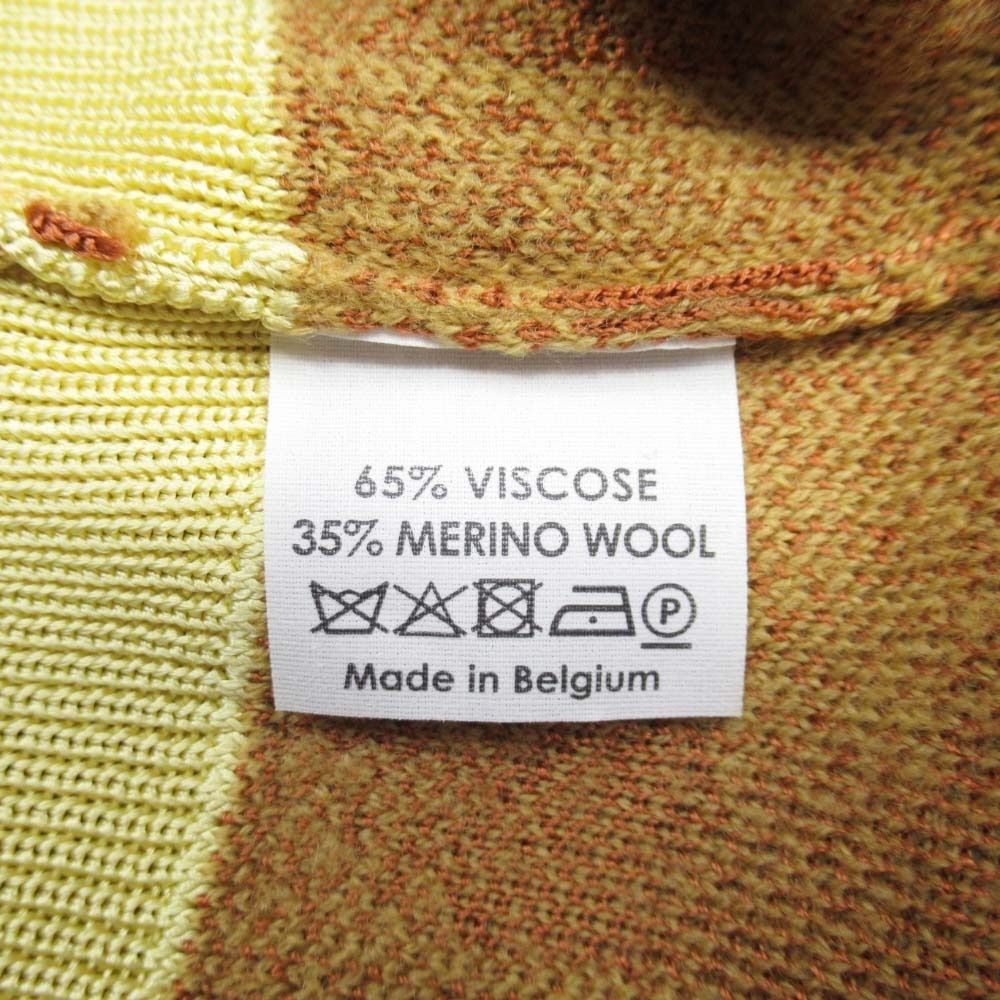 65% VISCOSE
35% MERINO WOOL
P
Made in Belgium